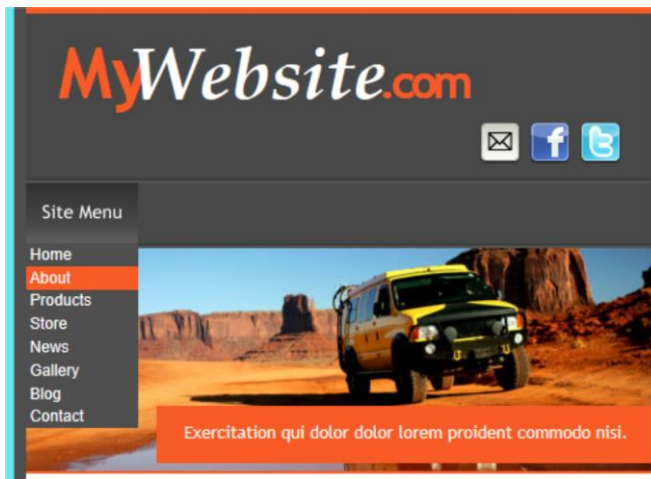 MyWebsite.com
Site Menu
Home
About
Products
Store
News
Gallery
Blog
Contact
Exercitation qui dolor dolor lorem proident commodo nisi.